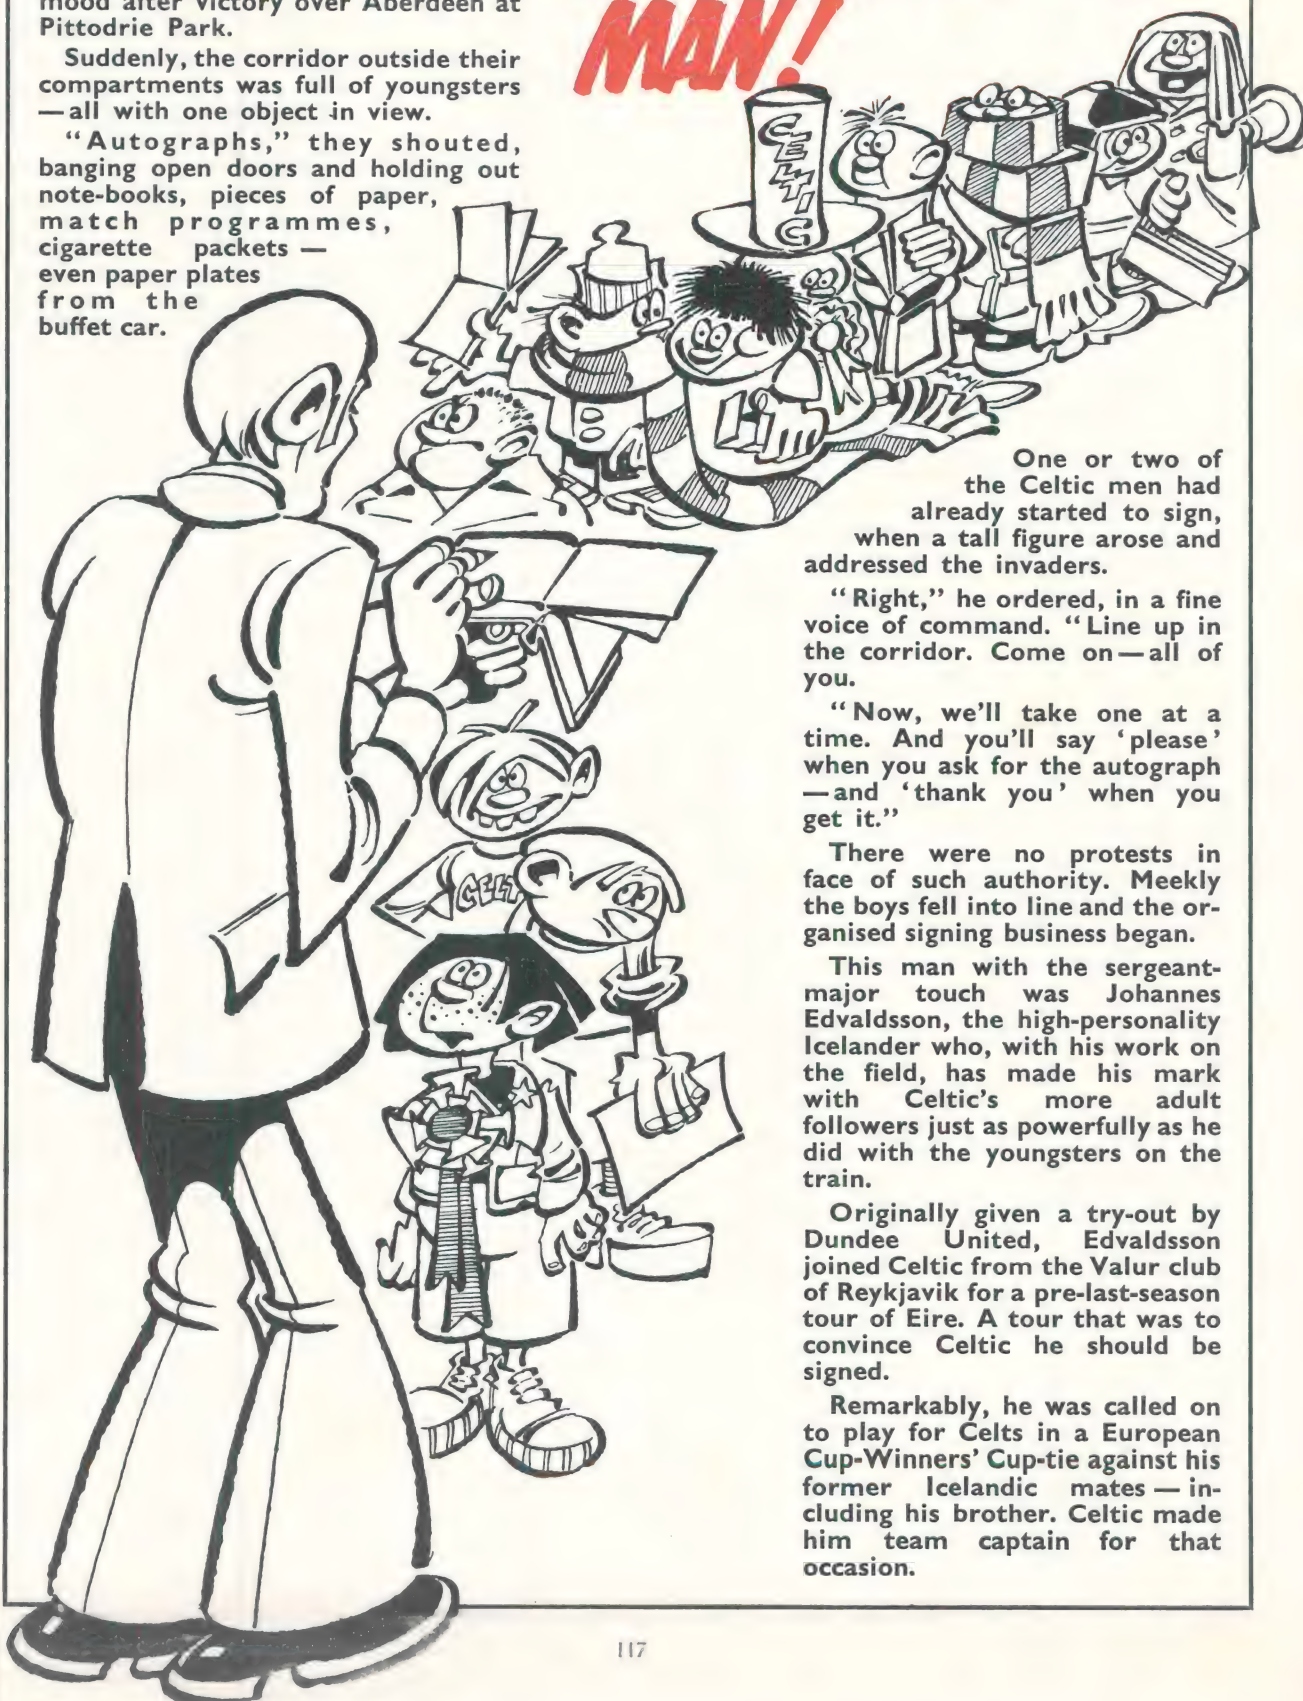 mood after victory over Aberdeen at
Pittodrie Park.
Suddenly, the corridor outside their
compartments was full of youngsters
—all with one object in view.
"Autographs," they shouted,
banging open doors and holding out
note-books, pieces of paper,
match programmes,
cigarette packets —
even paper plates
from the
buffet car.
MAN!
CELTIC
CELT
One or two of
the Celtic men had
already started to sign,
when a tall figure arose and
addressed the invaders.
"Right," he ordered, in a fine
voice of command. "Line up in
the corridor. Come on—all of
you.
"Now, we'll take one at a
time. And you'll say 'please'
when you ask for the autograph
—and 'thank you' when you
get it."
There were no protests in
face of such authority. Meekly
the boys fell into line and the or-
ganised signing business began.
This man with the sergeant-
major touch was Johannes
Edvaldsson, the high-personality
Icelander who, with his work on
the field, has made his mark
with Celtic's more adult
followers just as powerfully as he
did with the youngsters on the
train.
Originally given a try-out by
Dundee United, Edvaldsson
joined Celtic from the Valur club
of Reykjavik for a pre-last-season
tour of Eire. A tour that was to
convince Celtic he should be
signed.
Remarkably, he was called on
to play for Celts in a European
Cup-Winners' Cup-tie against his
former Icelandic mates — in-
cluding his brother. Celtic made
him team captain for that
occasion.
117